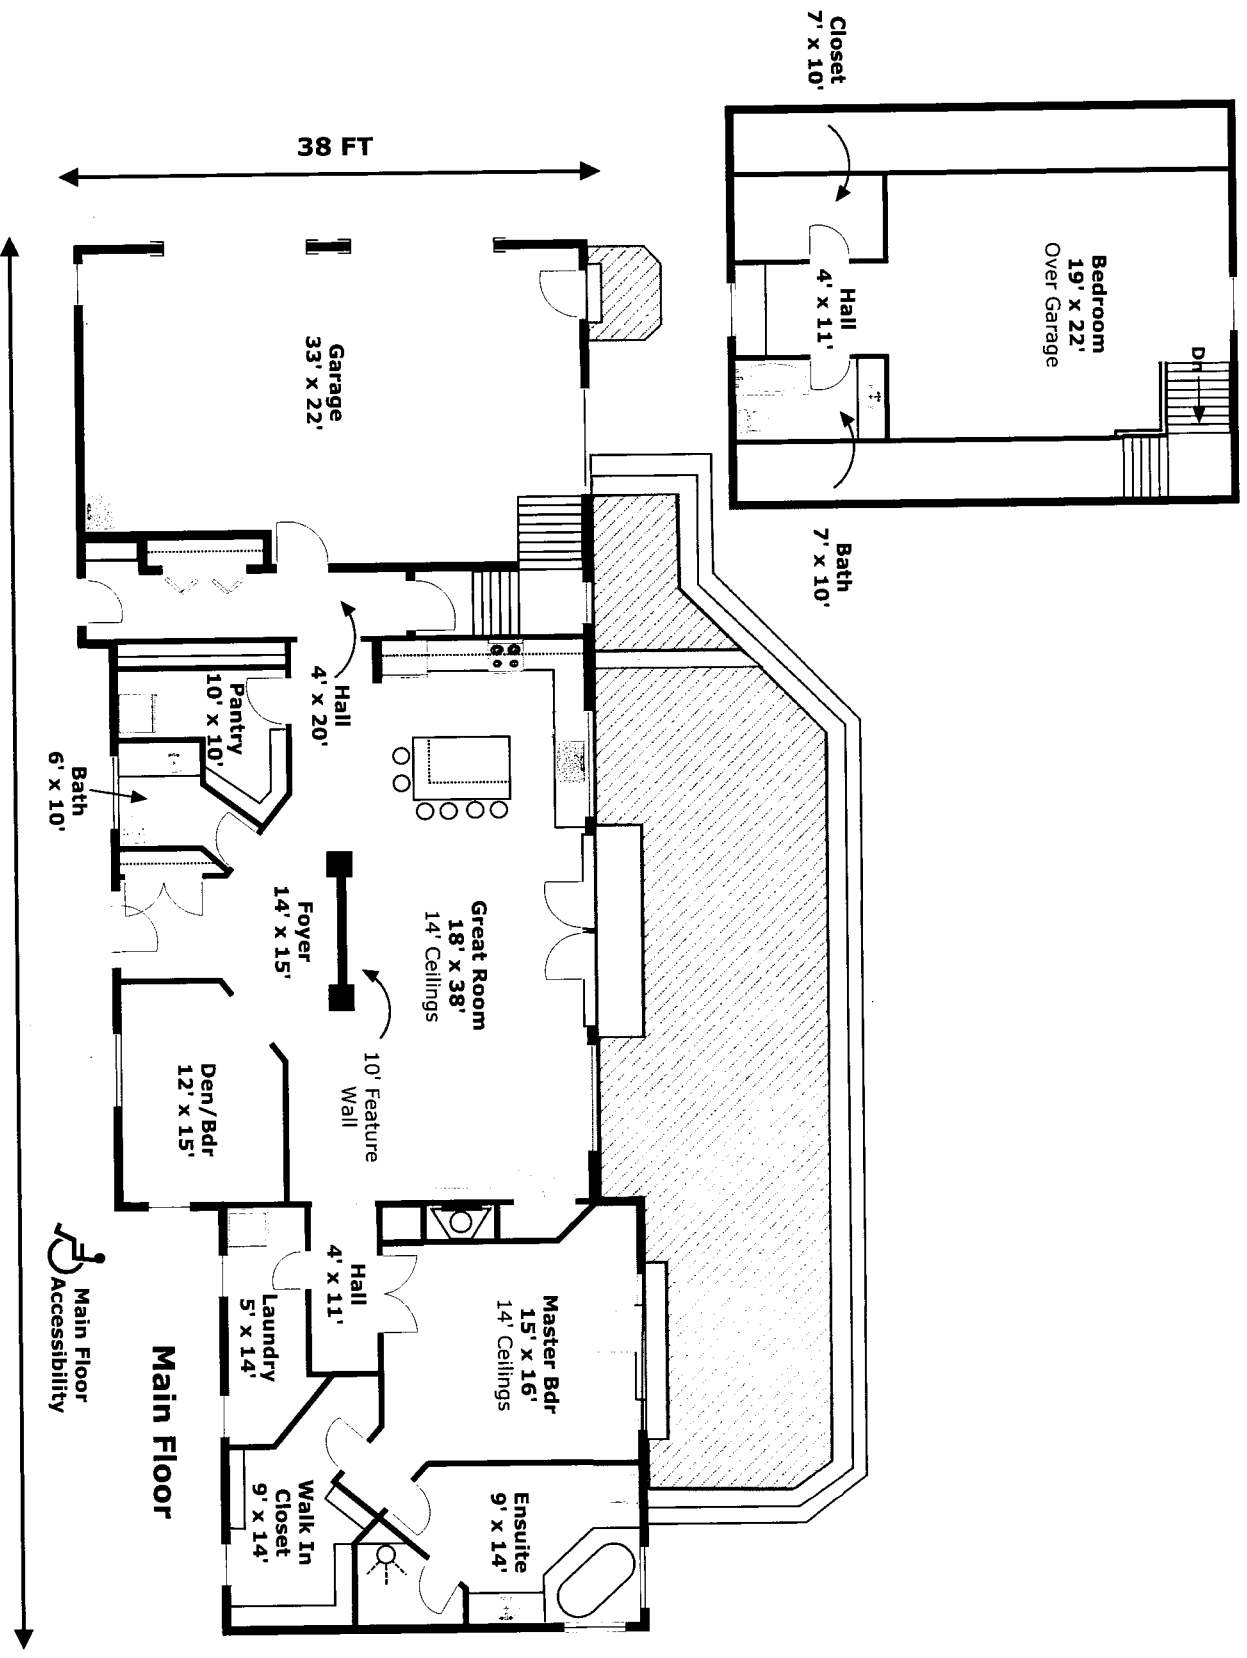 Closet
7' x 10'
Bedroom
19' x 22'
Over Garage
Dn
Hall
4' x 11'
Bath
7' x 10'
38 FT
Garage
33' x 22'
Hall
4' x 20'
Pantry
10' x 10'
Bath
6' x 10'
Foyer
14' x 15'
Great Room
18' x 38'
14' Ceilings
10' Feature
Wall
Den/Bdr
12' x 15'
Hall
4' x 11'
Laundry
5' x 14'
Master Bdr
15' x 16'
14' Ceilings
Walk In
Closet
9' x 14'
Ensuite
9' x 14'
Main Floor
Accessibility
Main Floor